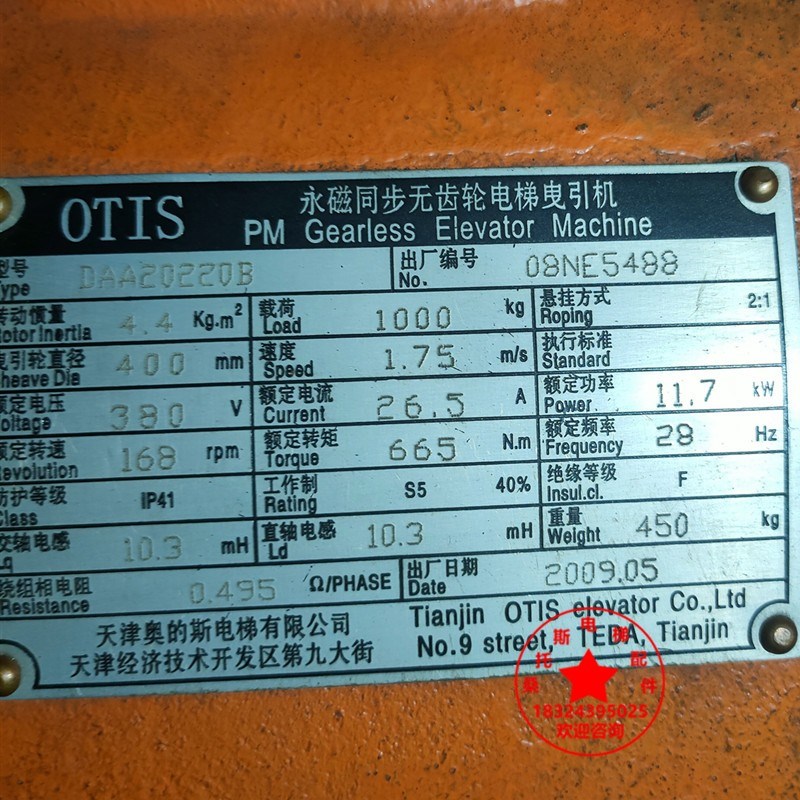 OTIS 永磁同步无齿轮电梯曳引机
PM Gearless Elevator Machine
型号 Type DAA20220B 出厂编号 No. 08NE5488
转动惯量 Rotor Inertia 4.4 Kg.m² 载荷 Load 1000 kg 悬挂方式 Roping 2:1
曳引轮直径 Sheave Dia 400 mm 速度 Speed 1.75 m/s 执行标准 Standard
额定电压 Voltage 380 V 额定电流 Current 26.5 A 额定功率 Power 11.7 kW
额定转速 Revolution 168 rpm 额定转矩 Torque 665 N.m 额定频率 Frequency 28 Hz
防护等级 Class IP41 工作制 Rating S5 40% 绝缘等级 Insul.cl. F
交轴电感 Lq 10.3 mH 直轴电感 Ld 10.3 mH 重量 Weight 450 kg
绕组相电阻 Resistance 0.495 Ω/PHASE 出厂日期 Date 2009.05
天津奥的斯电梯有限公司 Tianjin OTIS elevator Co.,Ltd
天津经济技术开发区第九大街 No.9 street, TEDA, Tianjin
托斯电梯配件
18324395025
欢迎咨询